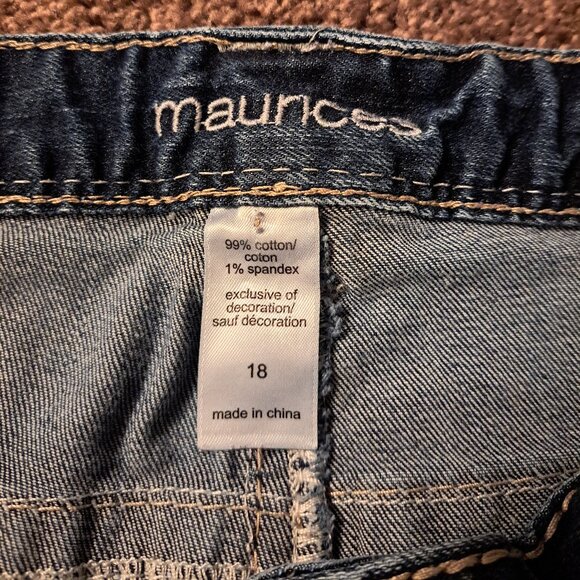 maurices
99% cotton/
coton
1% spandex
exclusive of
decoration/
sauf décoration
18
made in china